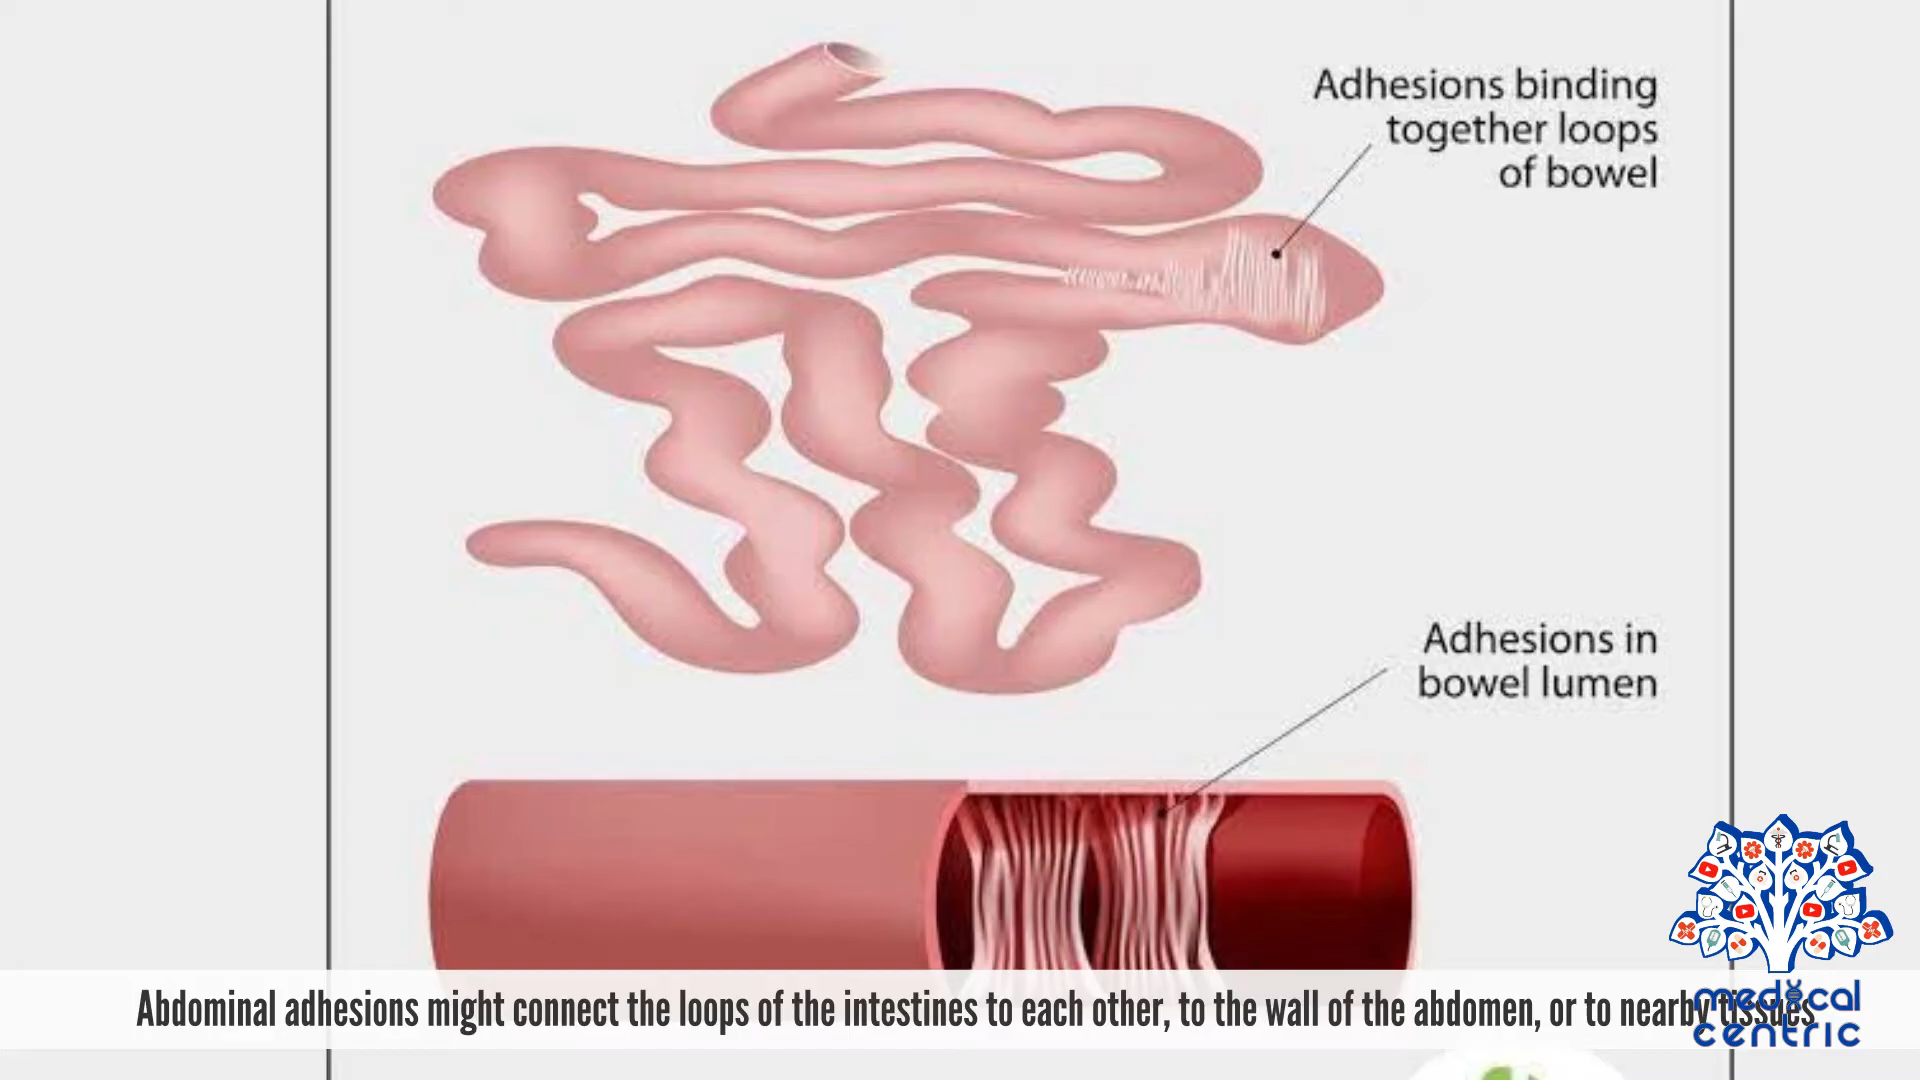 Adhesions binding
together loops
of bowel
Adhesions in
bowel lumen
Abdominal adhesions might connect the loops of the intestines to each other, to the wall of the abdomen, or to nearby tissues
medical
centric